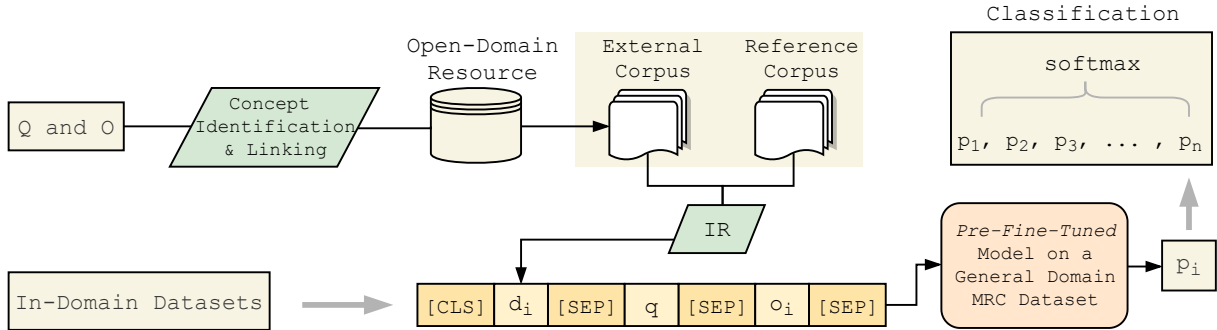 Q and O
Concept
Identification
& Linking
Open-Domain
Resource
External
Corpus
Reference
Corpus
IR
Classification
softmax
p1, p2, p3, ... , pn
In-Domain Datasets
[CLS] di [SEP] q [SEP] oi [SEP]
Pre-Fine-Tuned
Model on a
General Domain
MRC Dataset
pi